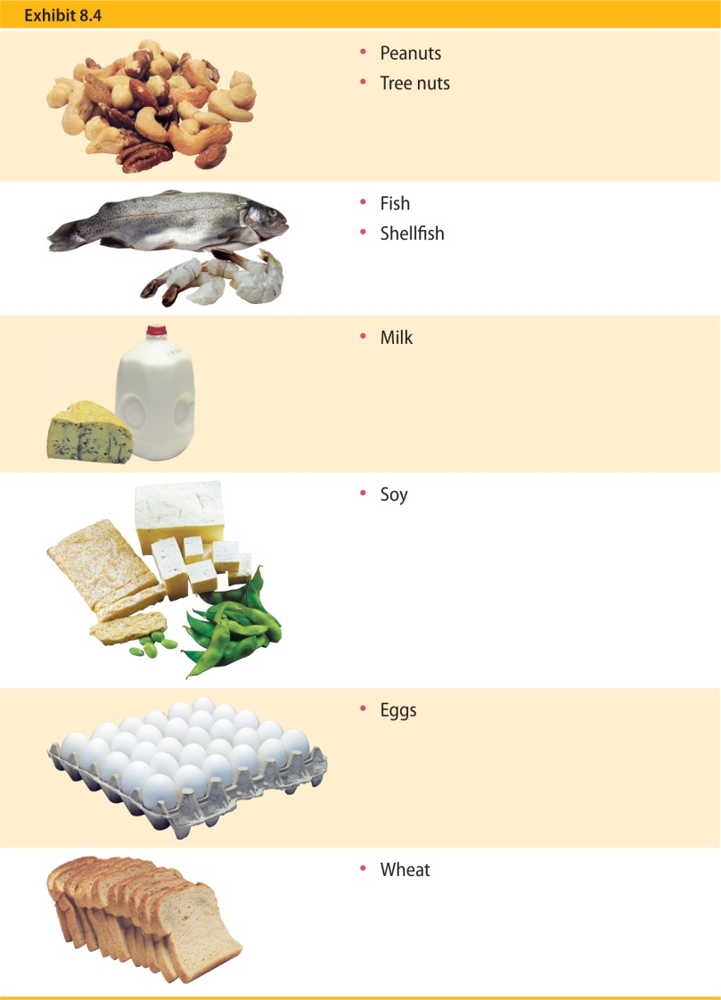 Exhibit 8.4
• Peanuts
• Tree nuts
• Fish
• Shellfish
• Milk
• Soy
• Eggs
• Wheat